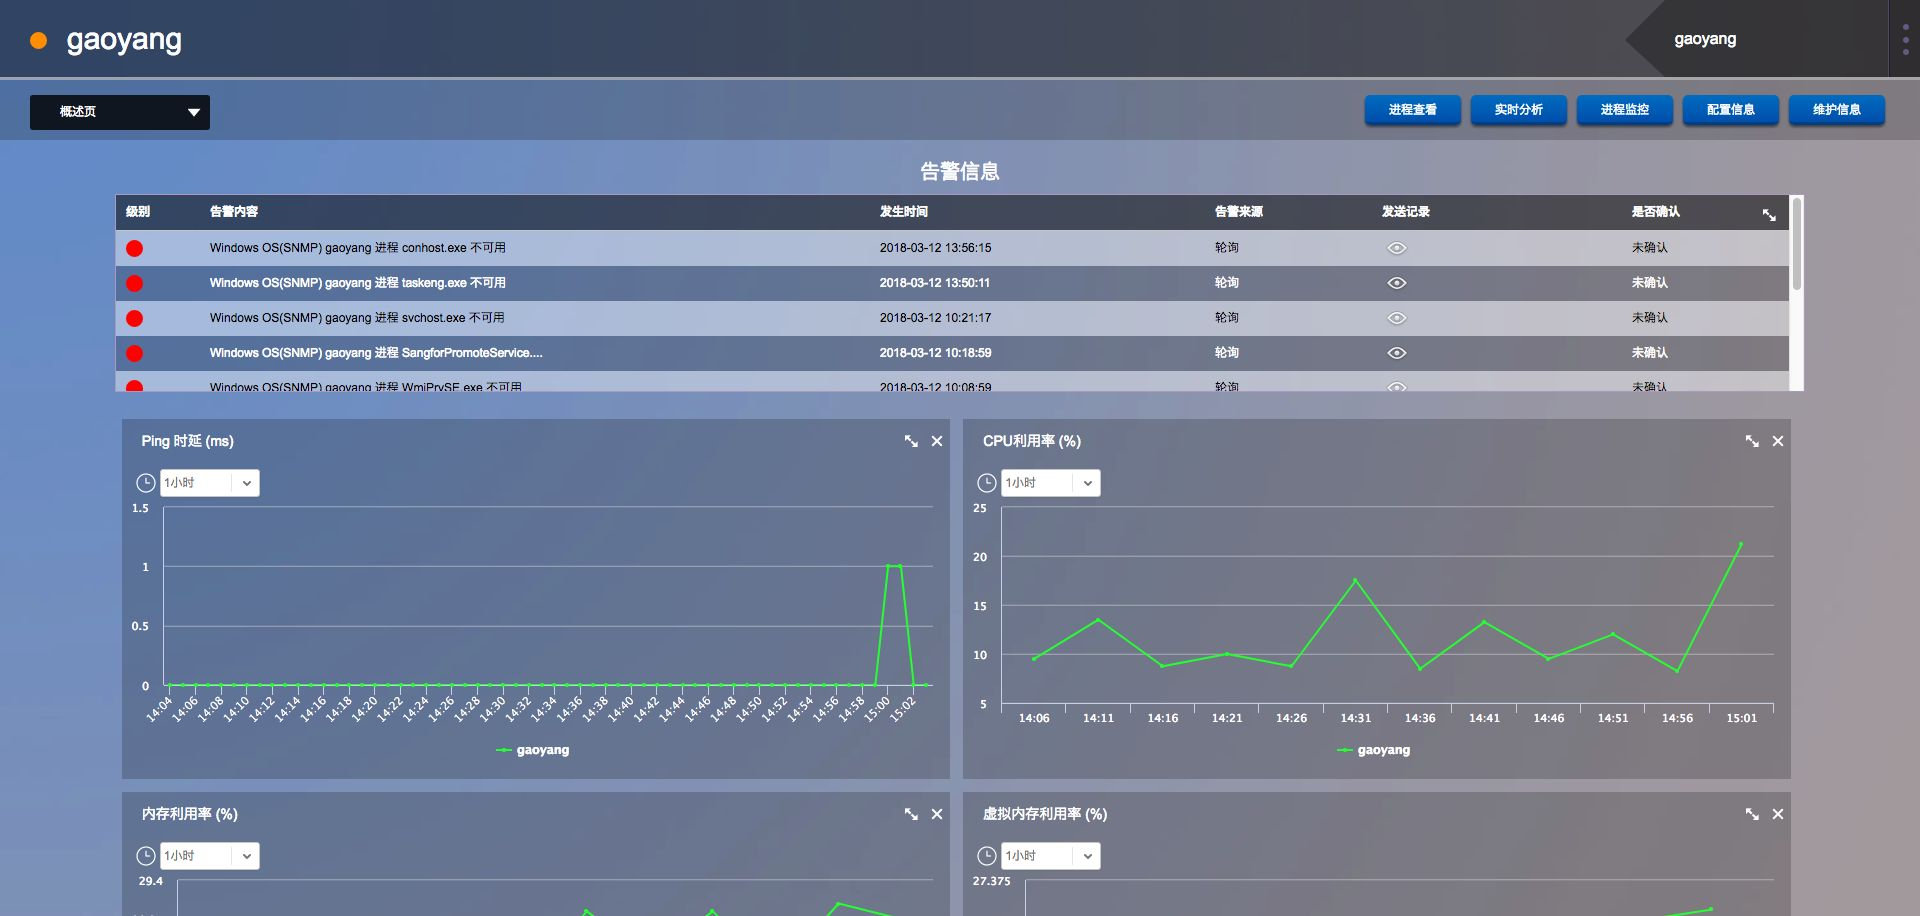 gaoyang
gaoyang
概述页
进程查看 实时分析 进程监控 配置信息 维护信息
告警信息
级别 告警内容 发生时间 告警来源 发送记录 是否确认
Windows OS(SNMP) gaoyang 进程 conhost.exe 不可用 2018-03-12 13:56:15 轮询 未确认
Windows OS(SNMP) gaoyang 进程 taskeng.exe 不可用 2018-03-12 13:50:11 轮询 未确认
Windows OS(SNMP) gaoyang 进程 svchost.exe 不可用 2018-03-12 10:21:17 轮询 未确认
Windows OS(SNMP) gaoyang 进程 SangforPromoteService.... 2018-03-12 10:18:59 轮询 未确认
Windows OS(SNMP) gaoyang 进程 WmiPrvSE.exe 不可用 2018-03-12 10:08:59 轮询 未确认
Ping 时延 (ms)
1小时
1.5
1
0.5
0
14:04 14:06 14:08 14:10 14:12 14:14 14:16 14:18 14:20 14:22 14:24 14:26 14:28 14:30 14:32 14:34 14:36 14:38 14:40 14:42 14:44 14:46 14:48 14:50 14:52 14:54 14:56 14:58 15:00 15:02
gaoyang
CPU利用率 (%)
1小时
25
20
15
10
5
14:06 14:11 14:16 14:21 14:26 14:31 14:36 14:41 14:46 14:51 14:56 15:01
gaoyang
内存利用率 (%)
1小时
29.4
虚拟内存利用率 (%)
1小时
27.375